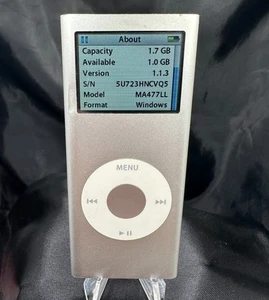 About
Capacity 1.7 GB
Available 1.0 GB
Version 1.1.3
S/N 5U723HNCVQ5
Model MA477LL
Format Windows
MENU